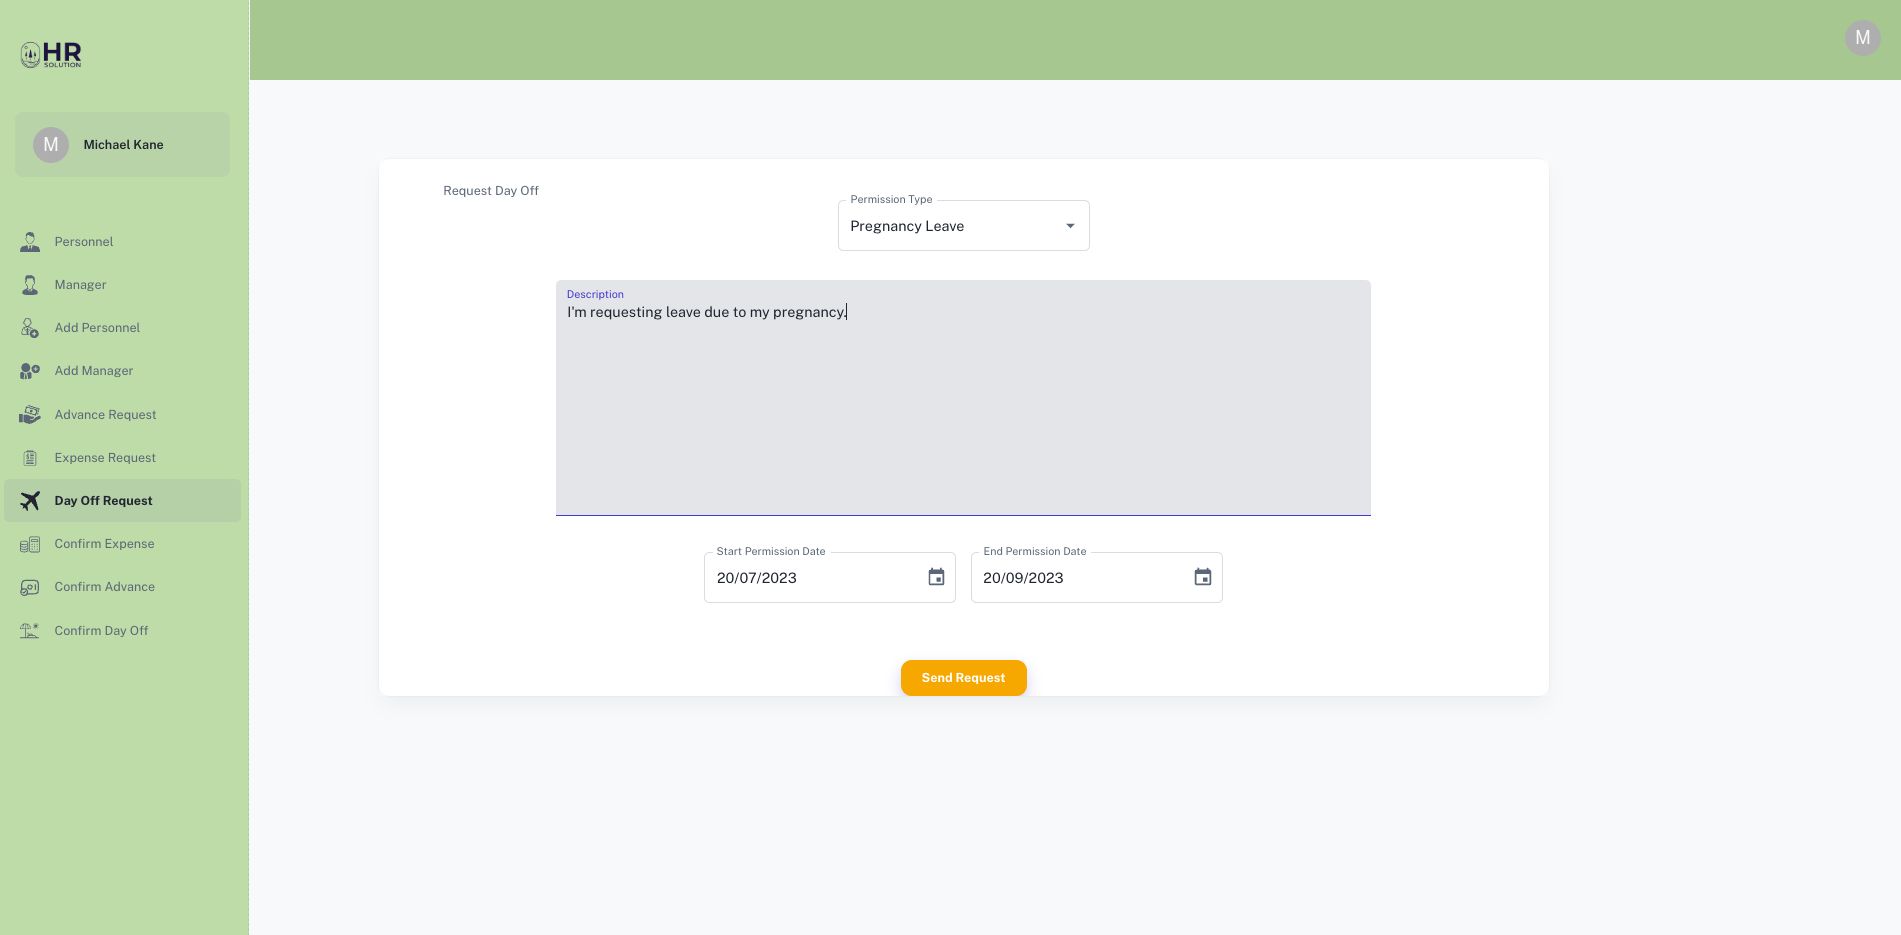 HR
SOLUTION
M
M
Michael Kane
Personnel
Manager
Add Personnel
Add Manager
Advance Request
Expense Request
Day Off Request
Confirm Expense
Confirm Advance
Confirm Day Off
Request Day Off
Permission Type
Pregnancy Leave
Description
I'm requesting leave due to my pregnancy.
Start Permission Date
20/07/2023
End Permission Date
20/09/2023
Send Request